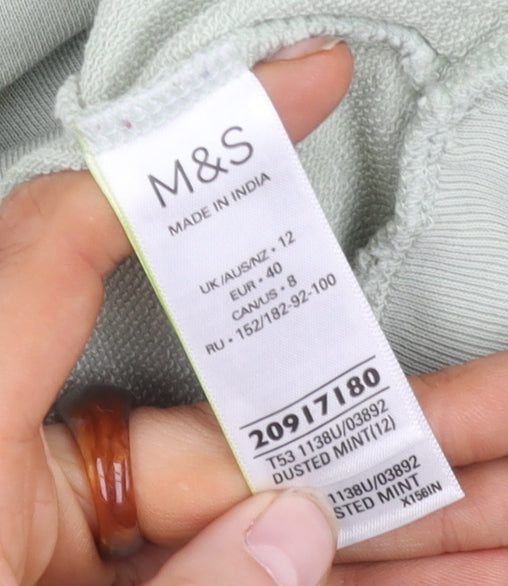 M&S
MADE IN INDIA
UK/AUS/NZ • 12
EUR • 40
CAN/US • 8
RU • 152/182-92-100
20917180
T53 1138U/03892
DUSTED MINT(12)
1138U/03892
STED MINT
X156IN